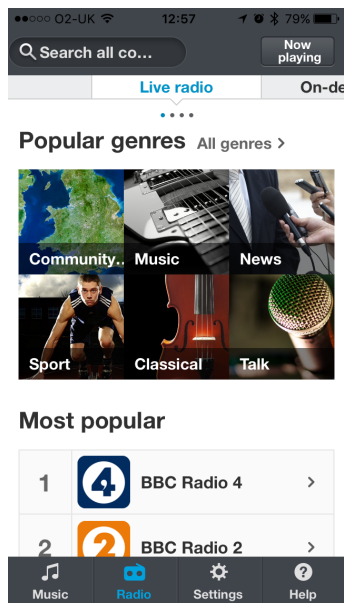 O2-UK 12:57 79%
Search all co...
Now
playing
Live radio
On-de
Popular genres All genres >
Community.. Music News
Sport Classical Talk
Most popular
1 4 BBC Radio 4 >
2 2 BBC Radio 2 >
Music Radio Settings Help